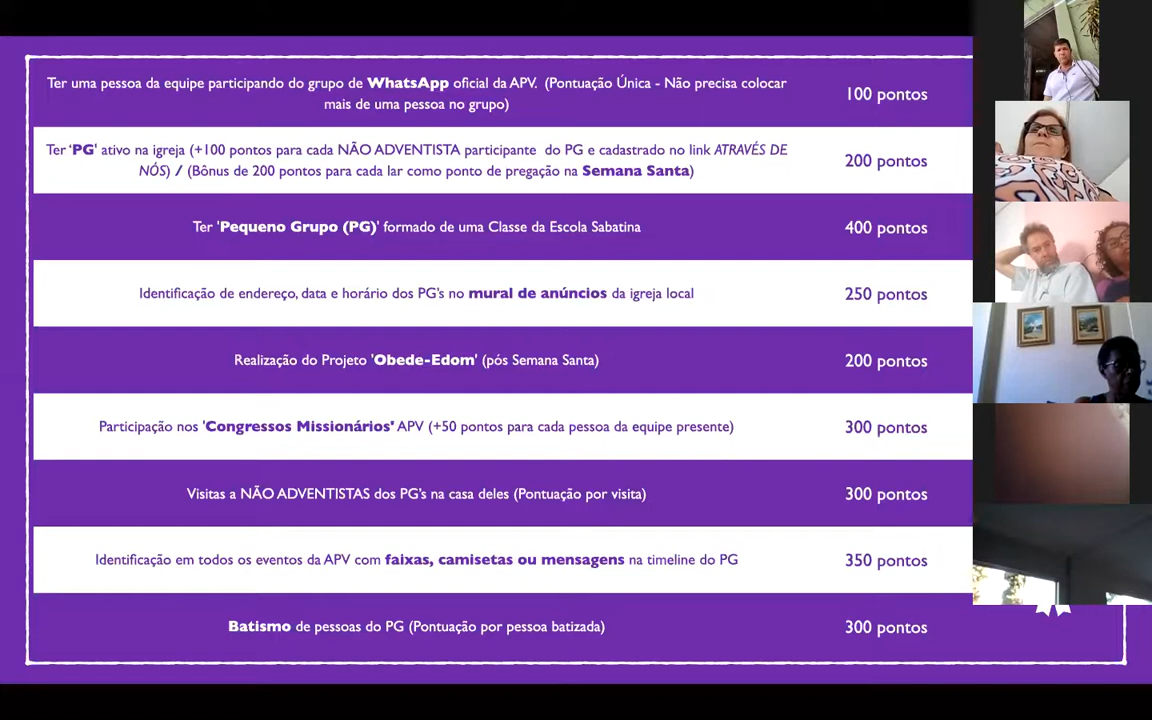 Ter uma pessoa da equipe participando do grupo de WhatsApp oficial da APV. (Pontuação Única - Não precisa colocar
mais de uma pessoa no grupo)
100 pontos
Ter 'PG' ativo na igreja (+100 pontos para cada NÃO ADVENTISTA participante do PG e cadastrado no link ATRAVÉS DE
NÓS) / (Bônus de 200 pontos para cada lar como ponto de pregação na Semana Santa)
200 pontos
Ter 'Pequeno Grupo (PG)' formado de uma Classe da Escola Sabatina
400 pontos
Identificação de endereço, data e horário dos PG's no mural de anúncios da igreja local
250 pontos
Realização do Projeto 'Obede-Edom' (pós Semana Santa)
200 pontos
Participação nos 'Congressos Missionários' APV (+50 pontos para cada pessoa da equipe presente)
300 pontos
Visitas a NÃO ADVENTISTAS dos PG's na casa deles (Pontuação por visita)
300 pontos
Identificação em todos os eventos da APV com faixas, camisetas ou mensagens na timeline do PG
350 pontos
Batismo de pessoas do PG (Pontuação por pessoa batizada)
300 pontos